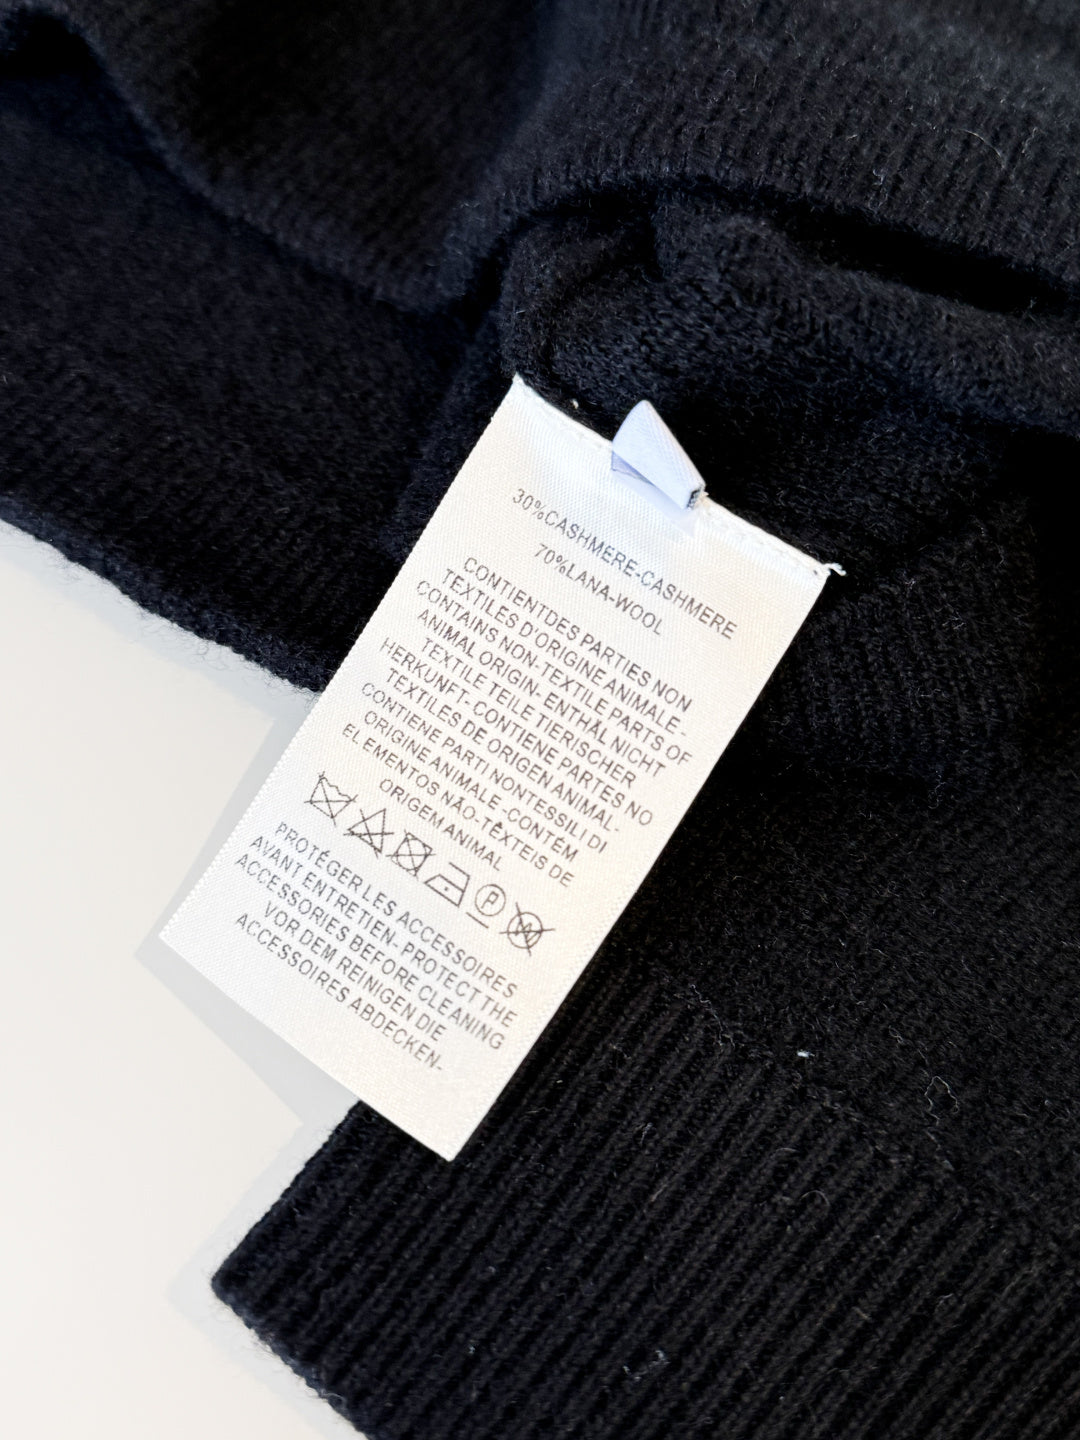 30%CASHMERE-CASHMERE
70%LANA-WOOL
CONTIENTDES PARTIES NON
TEXTILES D'ORIGINE ANIMALE-
CONTAINS NON-TEXTILE PARTS OF
ANIMAL ORIGIN- ENTHÄL NICHT
TEXTILE TEILE TIERISCHER
HERKUNFT- CONTIENE PARTES NO
TEXTILES DE ORIGEN ANIMAL-
CONTIENE PARTI NONTESSILI DI
ORIGINE ANIMALE -CONTÉM
ELEMENTOS NÃO-TÊXTEIS DE
ORIGEM ANIMAL
P W
PROTÉGER LES ACCESSOIRES
AVANT ENTRETIEN- PROTECT THE
ACCESSORIES BEFORE CLEANING
VOR DEM REINIGEN DIE
ACCESSOIRES ABDECKEN-